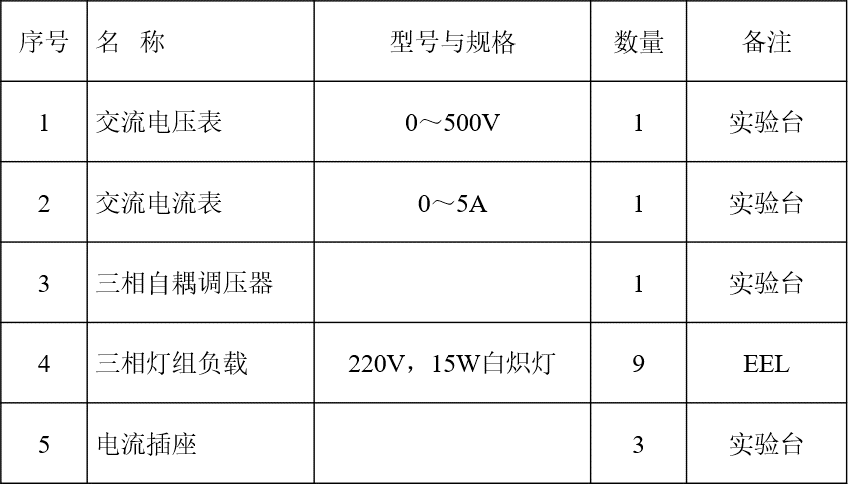 序号 名 称 型号与规格 数量 备注
1 交流电压表 0～500V 1 实验台
2 交流电流表 0～5A 1 实验台
3 三相自耦调压器 1 实验台
4 三相灯组负载 220V，15W白炽灯 9 EEL
5 电流插座 3 实验台